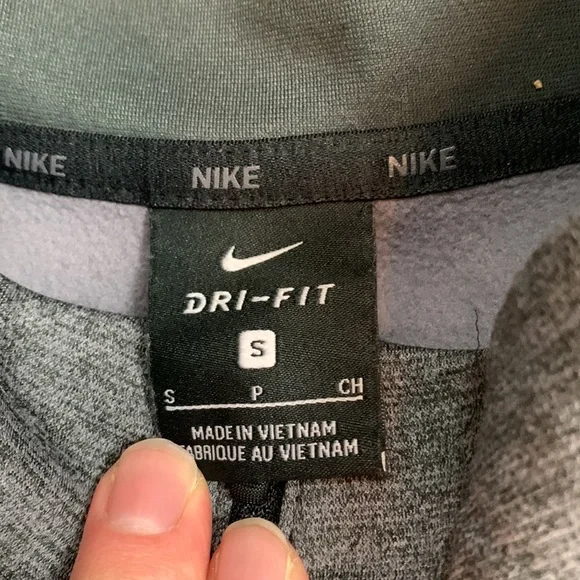 NIKE NIKE NIKE
DRI-FIT
S
S P CH
MADE IN VIETNAM
FABRIQUE AU VIETNAM